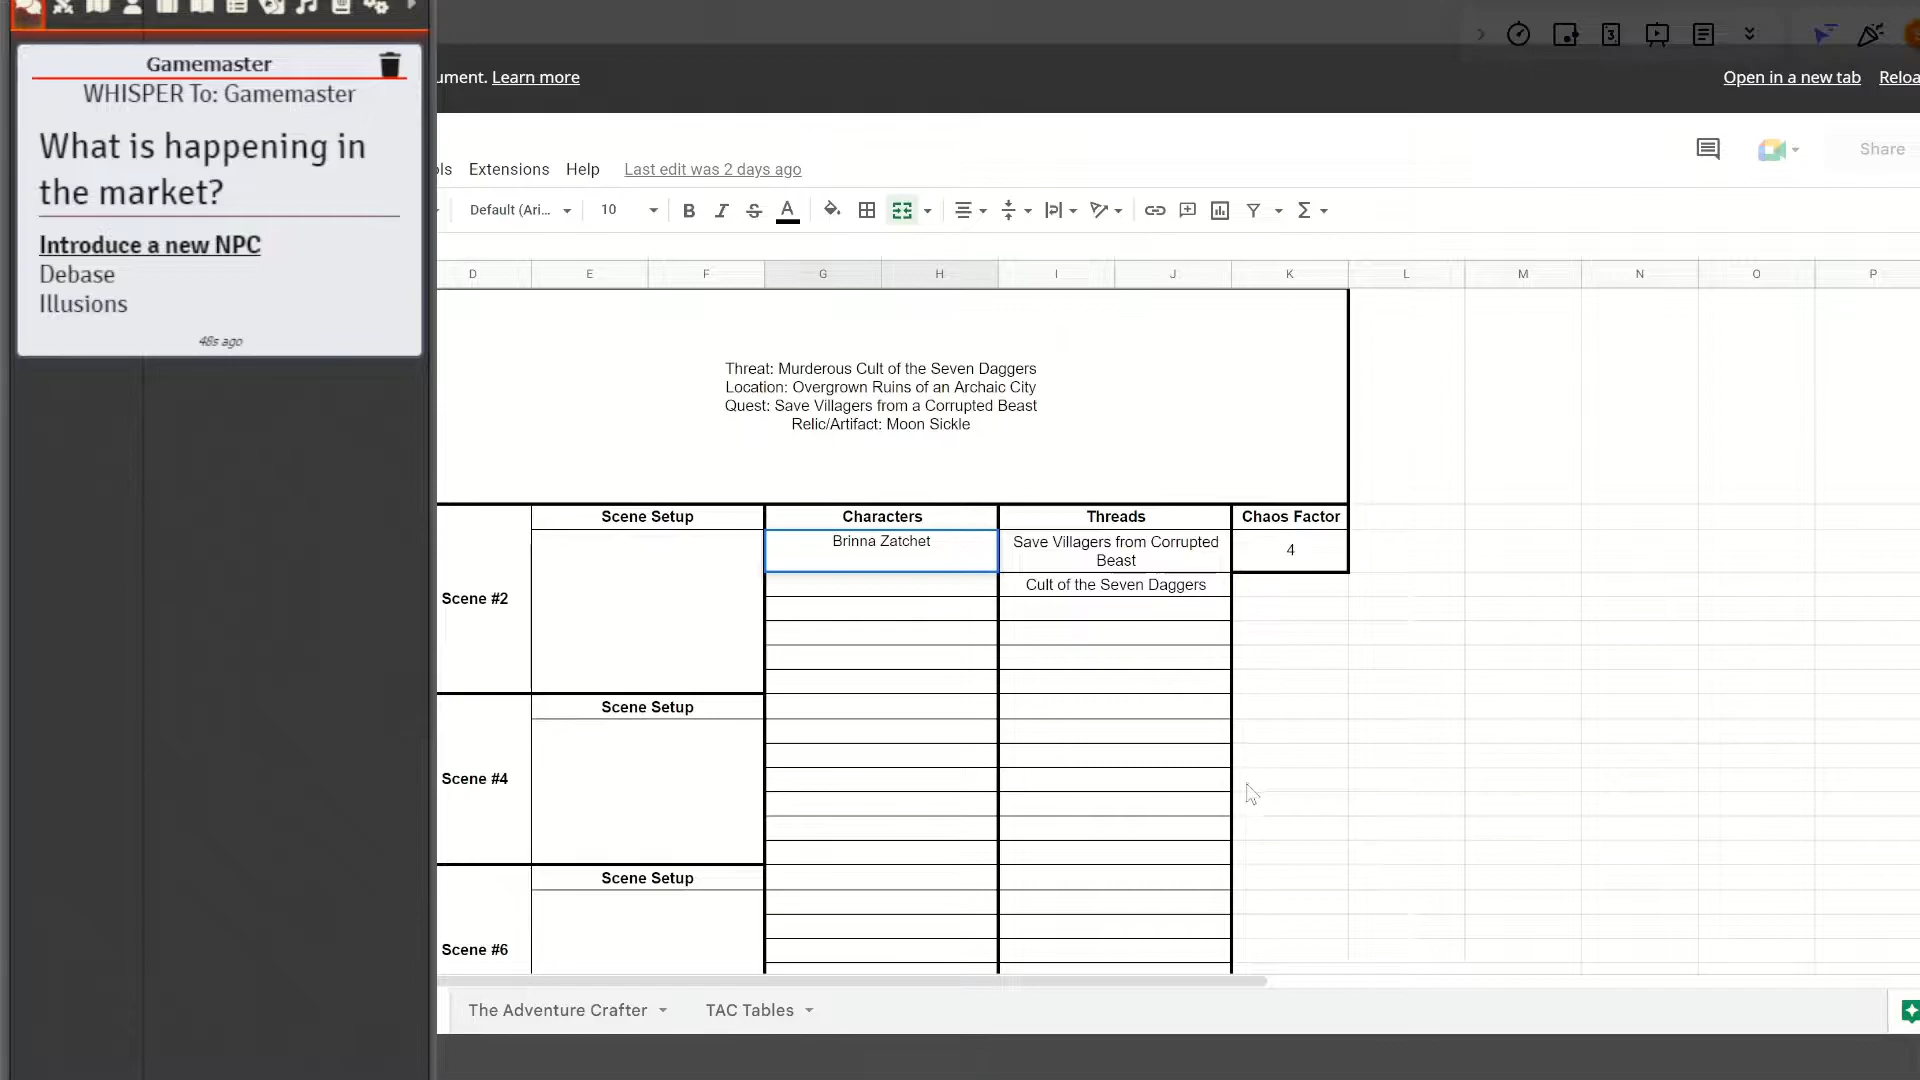 Gamemaster
WHISPER To: Gamemaster
What is happening in
the market?
Introduce a new NPC
Debase
Illusions
48s ago
3
ument. Learn more
Open in a new tab
Reloa
ols
Extensions
Help
Last edit was 2 days ago
Share
Default (Ari...
10
B
I
S
A
D
E
F
G
H
I
J
K
L
M
N
O
P
Threat: Murderous Cult of the Seven Daggers
Location: Overgrown Ruins of an Archaic City
Quest: Save Villagers from a Corrupted Beast
Relic/Artifact: Moon Sickle
Scene Setup
Characters
Threads
Chaos Factor
Brinna Zatchet
Save Villagers from Corrupted
Beast
4
Cult of the Seven Daggers
Scene #2
Scene Setup
Scene #4
Scene Setup
Scene #6
The Adventure Crafter
TAC Tables